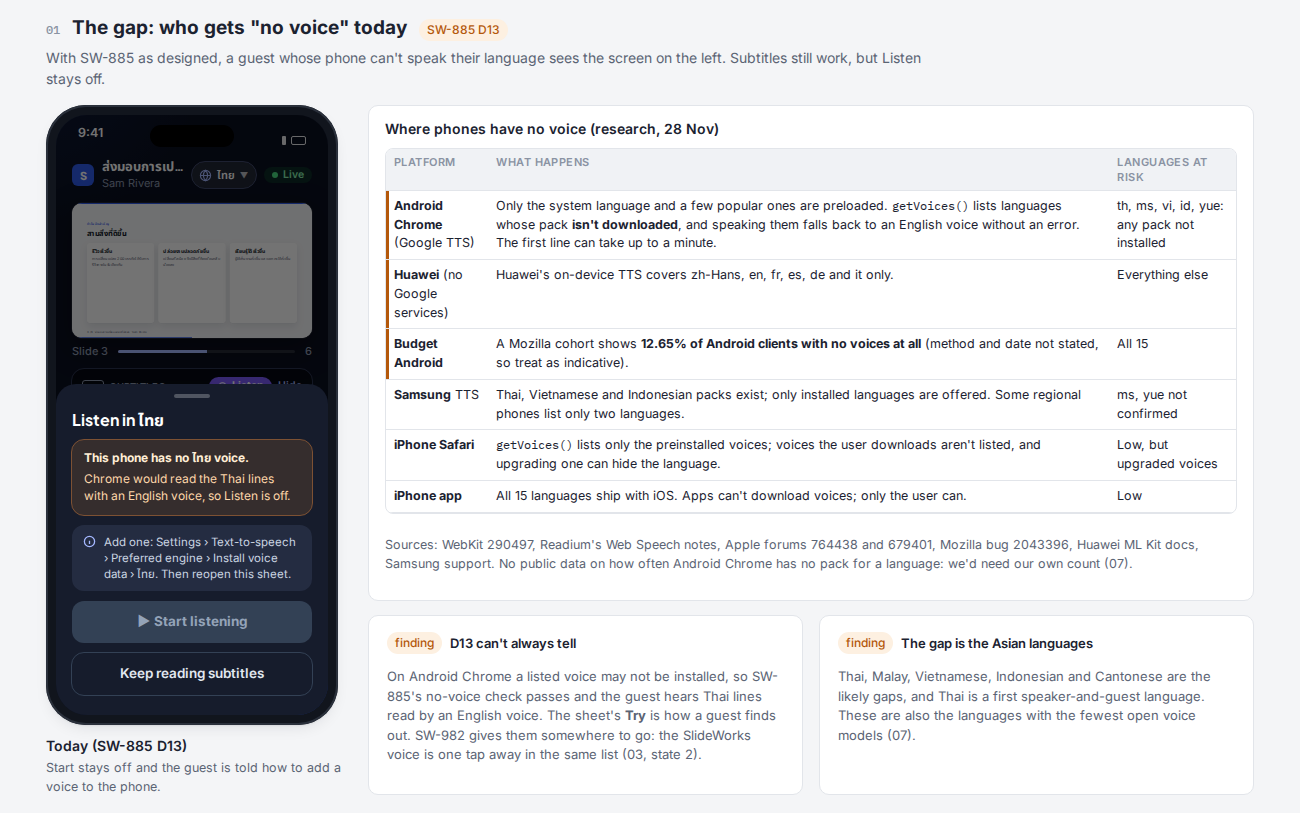 01 The gap: who gets "no voice" today SW-885 D13
With SW-885 as designed, a guest whose phone can't speak their language sees the screen on the left. Subtitles still work, but Listen
stays off.
9:41
S ส่งมอบการเป... ไทย ▼ Live
Sam Rivera
Slide 3 6
Listen in ไทย
This phone has no ไทย voice.
Chrome would read the Thai lines
with an English voice, so Listen is off.
Add one: Settings › Text-to-speech
› Preferred engine › Install voice
data › ไทย. Then reopen this sheet.
▶ Start listening
Keep reading subtitles
Today (SW-885 D13)
Start stays off and the guest is told how to add a
voice to the phone.
Where phones have no voice (research, 28 Nov)
PLATFORM WHAT HAPPENS LANGUAGES AT
RISK
Android Only the system language and a few popular ones are preloaded. getVoices() lists languages th, ms, vi, id, yue:
Chrome whose pack isn't downloaded, and speaking them falls back to an English voice without an error. any pack not
(Google TTS) The first line can take up to a minute. installed
Huawei (no Huawei's on-device TTS covers zh-Hans, en, fr, es, de and it only. Everything else
Google
services)
Budget A Mozilla cohort shows 12.65% of Android clients with no voices at all (method and date not stated, All 15
Android so treat as indicative).
Samsung TTS Thai, Vietnamese and Indonesian packs exist; only installed languages are offered. Some regional ms, yue not
phones list only two languages. confirmed
iPhone Safari getVoices() lists only the preinstalled voices; voices the user downloads aren't listed, and Low, but
upgrading one can hide the language. upgraded voices
iPhone app All 15 languages ship with iOS. Apps can't download voices; only the user can. Low
Sources: WebKit 290497, Readium's Web Speech notes, Apple forums 764438 and 679401, Mozilla bug 2043396, Huawei ML Kit docs,
Samsung support. No public data on how often Android Chrome has no pack for a language: we'd need our own count (07).
finding D13 can't always tell
On Android Chrome a listed voice may not be installed, so SW-
885's no-voice check passes and the guest hears Thai lines
read by an English voice. The sheet's Try is how a guest finds
out. SW-982 gives them somewhere to go: the SlideWorks
voice is one tap away in the same list (03, state 2).
finding The gap is the Asian languages
Thai, Malay, Vietnamese, Indonesian and Cantonese are the
likely gaps, and Thai is a first speaker-and-guest language.
These are also the languages with the fewest open voice
models (07).